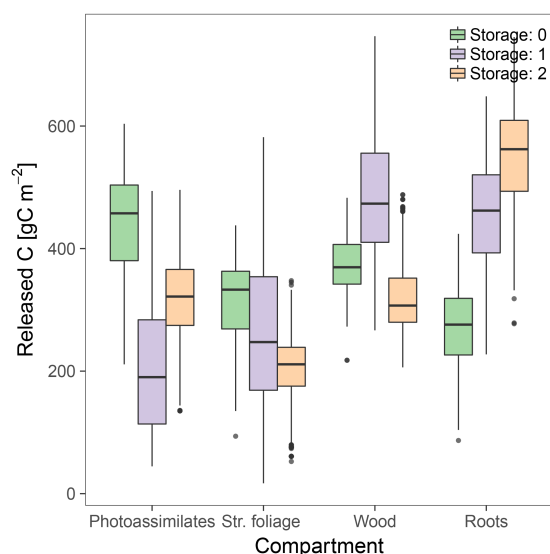 Storage: 0
Storage: 1
Storage: 2
600
400
200
0
Released C [gC m⁻²]
Photoassimilates Str. foliage Wood Roots
Compartment